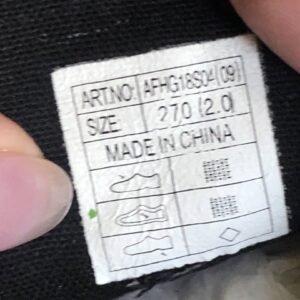 ART.NO: AFHG18S04(09)
SIZE: 270 (2.0)
MADE IN CHINA